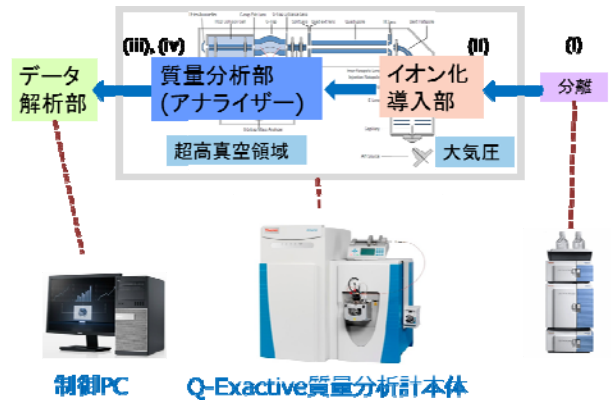 (iii), (iv)
(ii)
(i)
データ
解析部
質量分析部
(アナライザー)
イオン化
導入部
分離
超高真空領域
大気圧
制御PC
Q-Exactive質量分析計本体